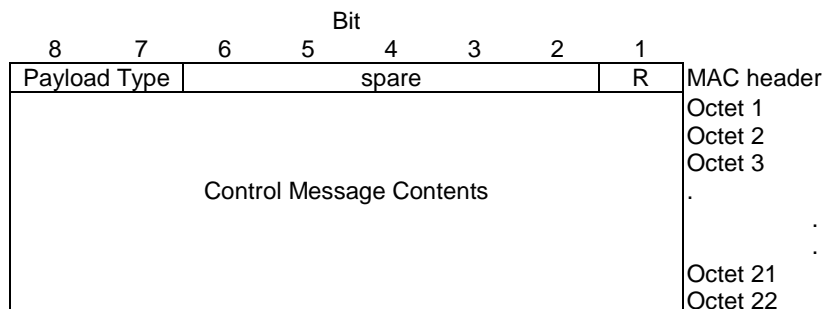 Bit
8 7 6 5 4 3 2 1
Payload Type spare R MAC header
Octet 1
Octet 2
Octet 3
Control Message Contents .
.
.
Octet 21
Octet 22